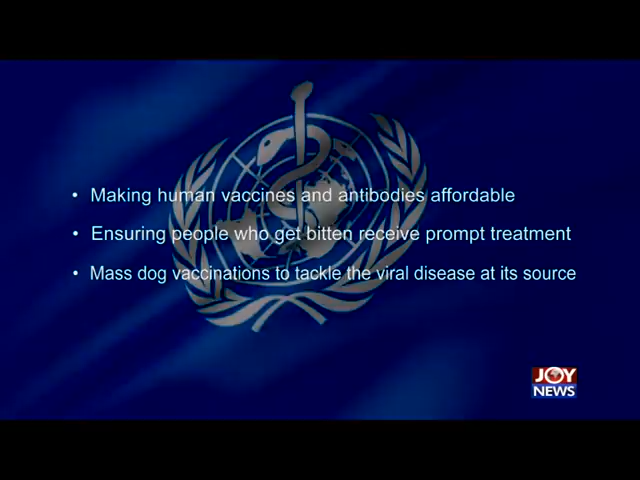 • Making human vaccines and antibodies affordable
• Ensuring people who get bitten receive prompt treatment
• Mass dog vaccinations to tackle the viral disease at its source
JOY
NEWS